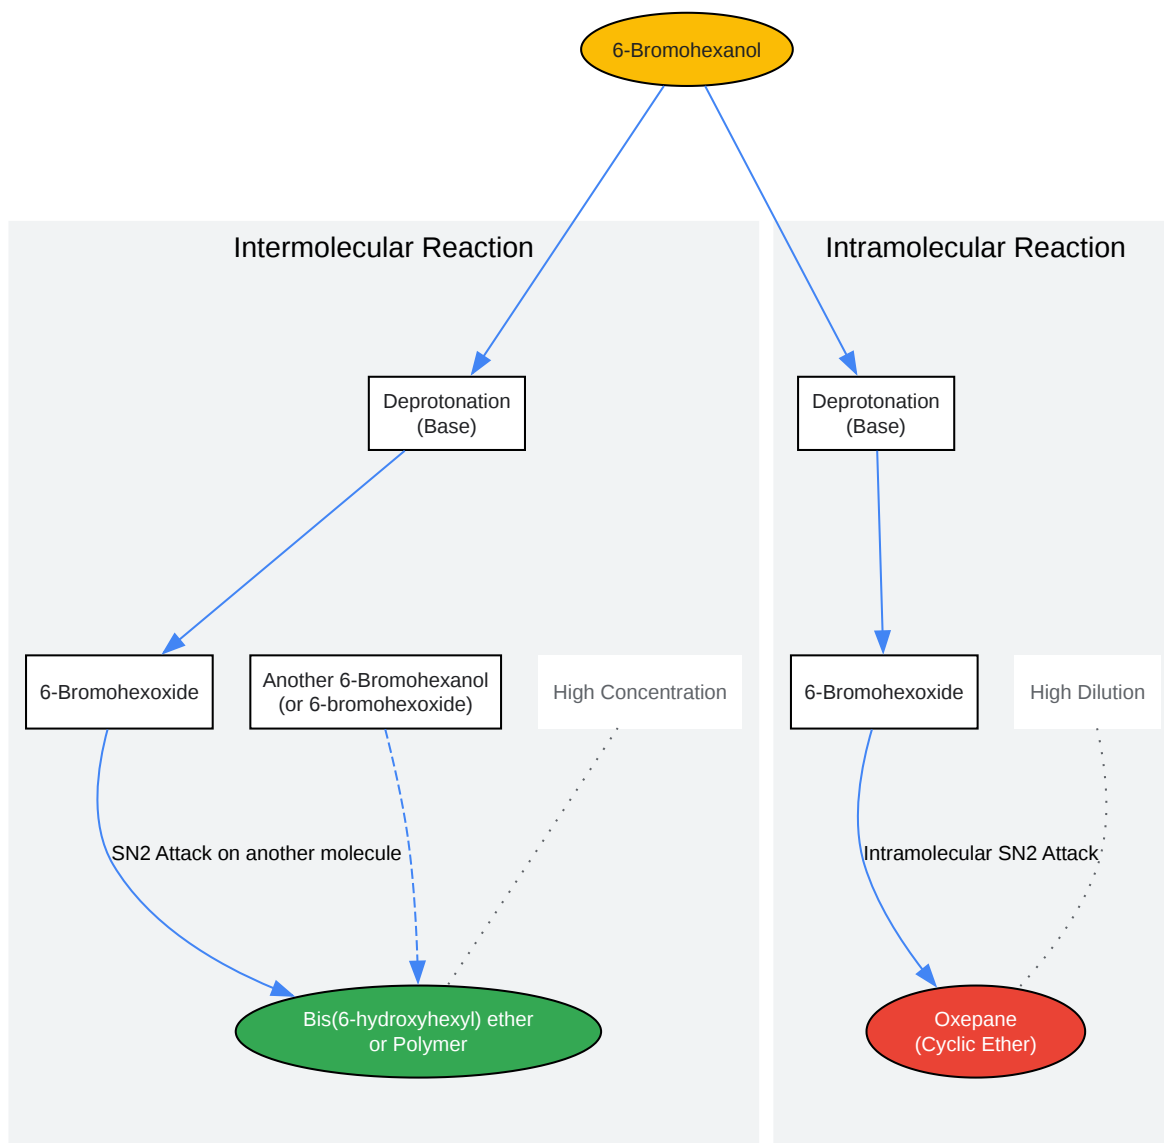 6-Bromohexanol
Intermolecular Reaction
Intramolecular Reaction
Deprotonation
(Base)
Deprotonation
(Base)
6-Bromohexoxide
Another 6-Bromohexanol
(or 6-bromohexoxide)
High Concentration
6-Bromohexoxide
High Dilution
SN2 Attack on another molecule
Intramolecular SN2 Attack
Bis(6-hydroxyhexyl) ether
or Polymer
Oxepane
(Cyclic Ether)